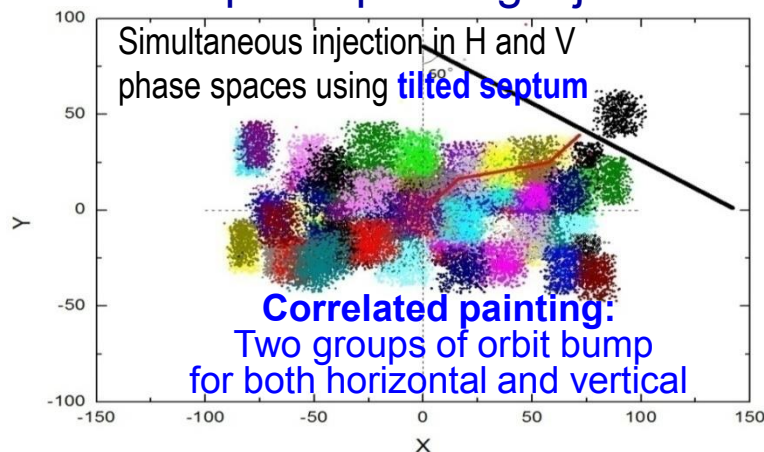 Simultaneous injection in H and V
phase spaces using tilted septum
60°
Correlated painting:
Two groups of orbit bump
for both horizontal and vertical
Y
100
50
0
-50
-100
-150
-100
-50
0
50
100
150
X